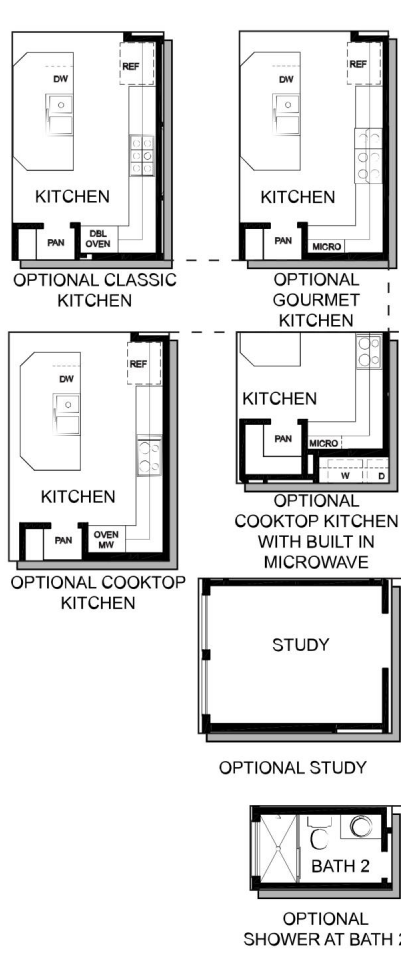 REF
DW
KITCHEN
PAN
DBL
OVEN
OPTIONAL CLASSIC
KITCHEN
REF
DW
KITCHEN
PAN
MICRO
OPTIONAL
GOURMET
KITCHEN
REF
DW
KITCHEN
PAN
OVEN
MW
OPTIONAL COOKTOP
KITCHEN
KITCHEN
PAN
MICRO
W D
OPTIONAL
COOKTOP KITCHEN
WITH BUILT IN
MICROWAVE
STUDY
OPTIONAL STUDY
BATH 2
OPTIONAL
SHOWER AT BATH 2